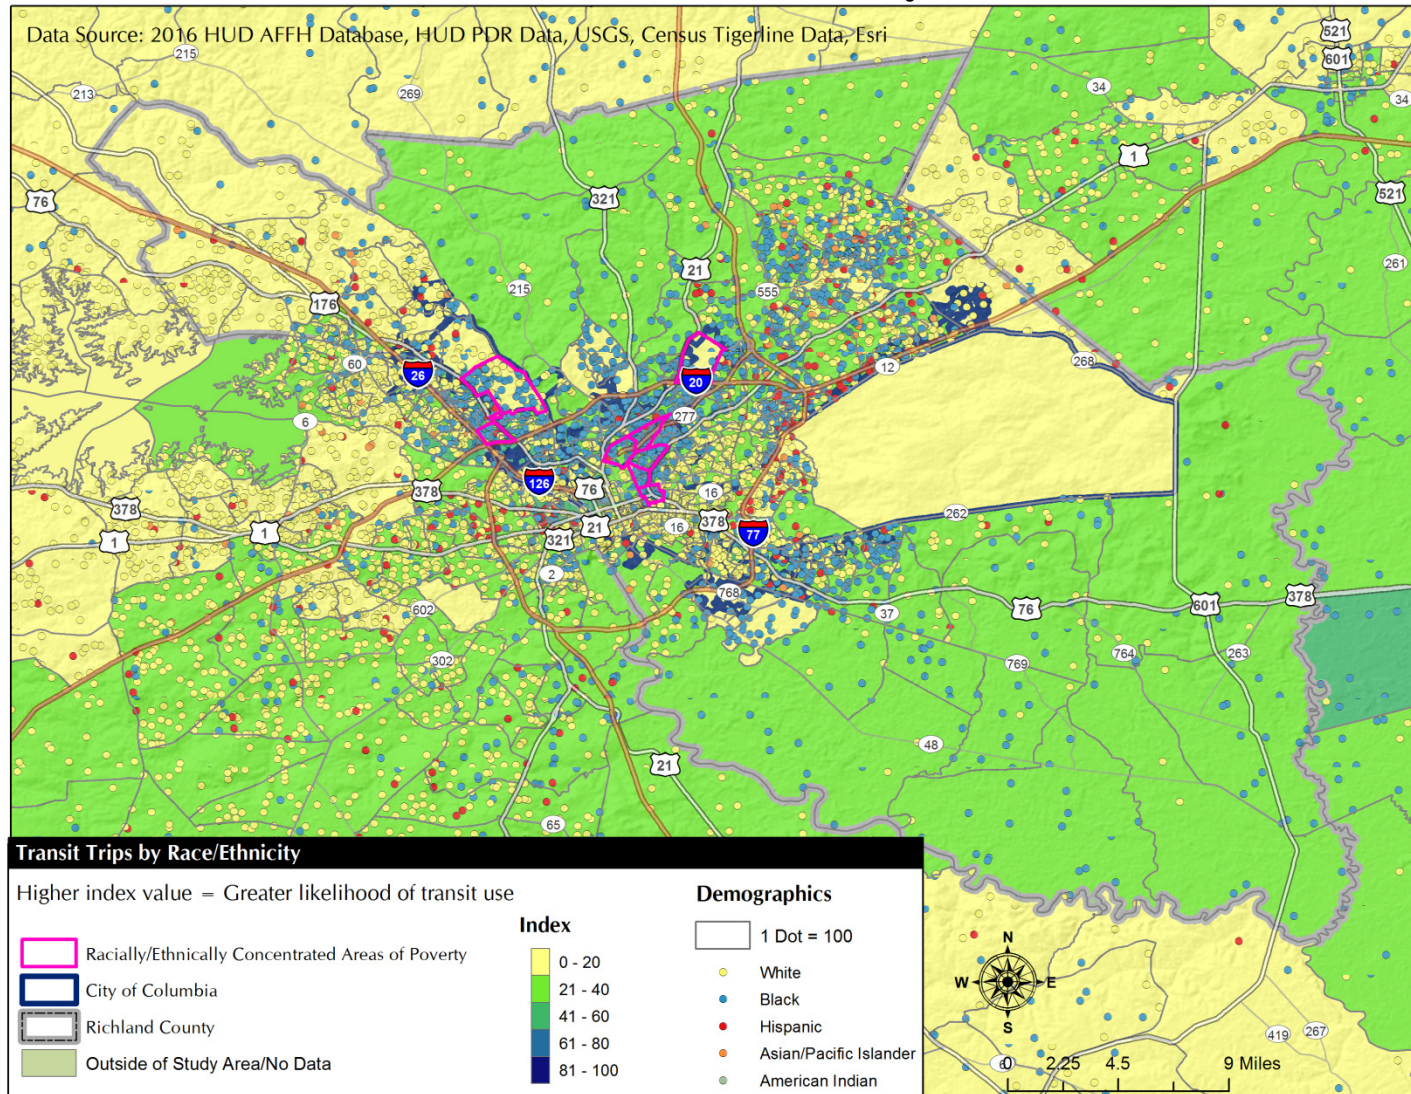 Data Source: 2016 HUD AFFH Database, HUD PDR Data, USGS, Census Tigerline Data, Esri
521
601
215
213
269
34
34
1
76
321
521
21
261
215
555
176
60
268
26
20
12
6
277
126
76
16
378
378
262
1
1
21
16
378
321
77
2
768
602
37
76
601
378
302
769
764
263
48
21
65
Transit Trips by Race/Ethnicity
Higher index value = Greater likelihood of transit use
Racially/Ethnically Concentrated Areas of Poverty
City of Columbia
Richland County
Outside of Study Area/No Data
Index
0 - 20
21 - 40
41 - 60
61 - 80
81 - 100
Demographics
1 Dot = 100
White
Black
Hispanic
Asian/Pacific Islander
American Indian
N
W
E
S
419
267
0 2.25 4.5 9 Miles